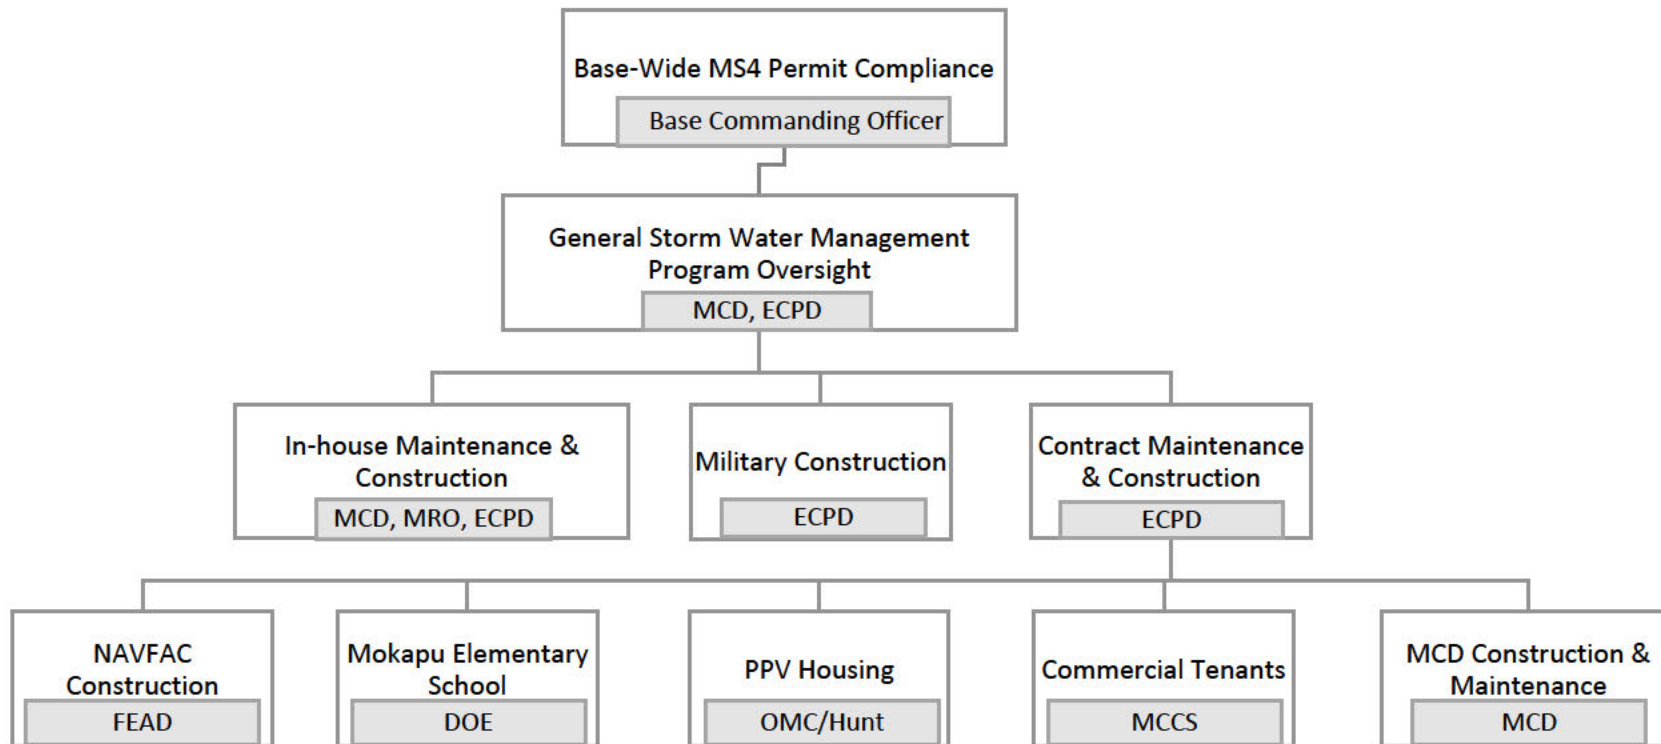 Base-Wide MS4 Permit Compliance
Base Commanding Officer
General Storm Water Management
Program Oversight
MCD, ECPD
In-house Maintenance &
Construction
MCD, MRO, ECPD
Military Construction
ECPD
Contract Maintenance
& Construction
ECPD
NAVFAC
Construction
FEAD
Mokapu Elementary
School
DOE
PPV Housing
OMC/Hunt
Commercial Tenants
MCCS
MCD Construction &
Maintenance
MCD